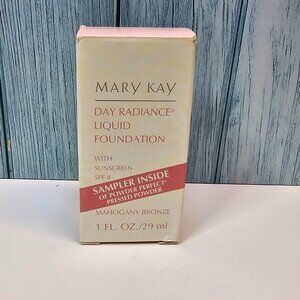 MARY KAY
DAY RADIANCE®
LIQUID
FOUNDATION
WITH
SUNSCREEN
SPF 8
SAMPLER INSIDE
OF POWDER PERFECT®
PRESSED POWDER
MAHOGANY BRONZE
1 FL. OZ./29 ml